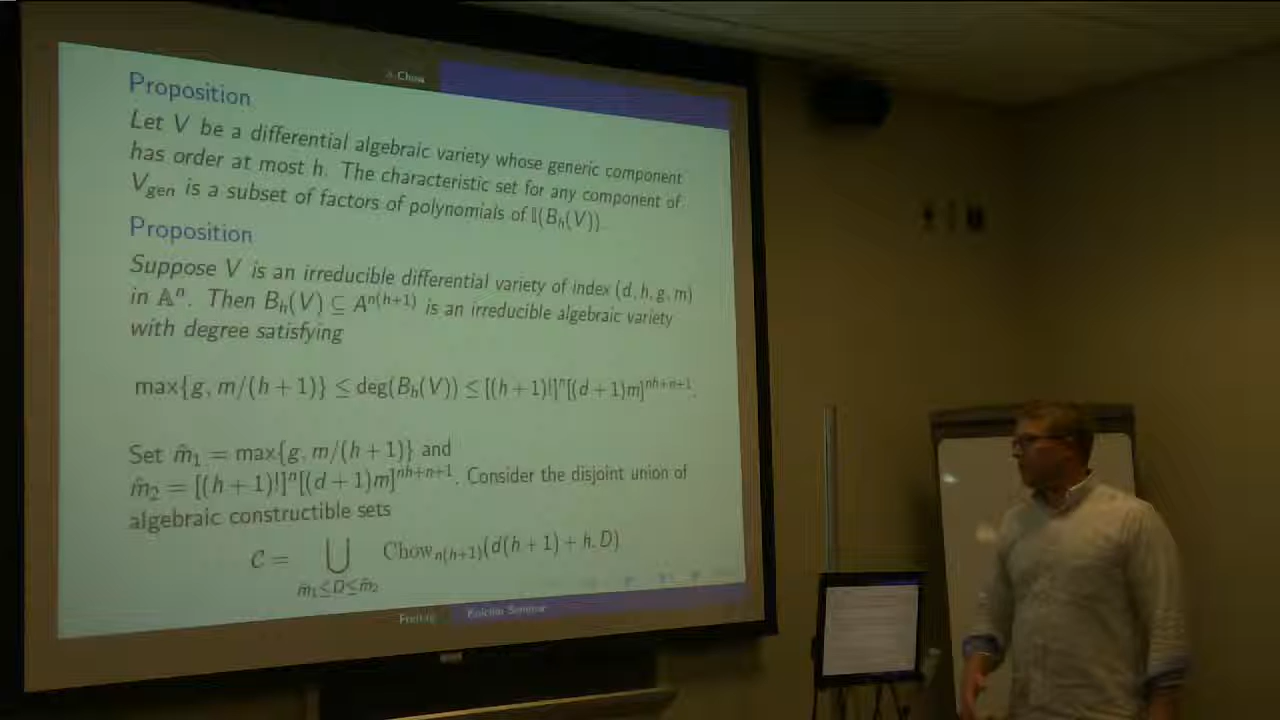 δ Chow
Proposition
Let V be a differential algebraic variety whose generic component
has order at most h. The characteristic set for any component of
V_gen is a subset of factors of polynomials of 𝕀(B_h(V)).
Proposition
Suppose V is an irreducible differential variety of index (d, h, g, m)
in 𝔸^n. Then B_h(V) ⊆ A^{n(h+1)} is an irreducible algebraic variety
with degree satisfying
max{g, m/(h + 1)} ≤ deg(B_h(V)) ≤ [(h + 1)!]^n[(d + 1)m]^{nh+n+1}.
Set m̂_1 = max{g, m/(h + 1)} and
m̂_2 = [(h + 1)!]^n[(d + 1)m]^{nh+n+1}. Consider the disjoint union of
algebraic constructible sets
C = ⋃_{m̂_1≤D≤m̂_2} Chow_{n(h+1)}(d(h + 1) + h, D)
Freitag Kolchin Seminar